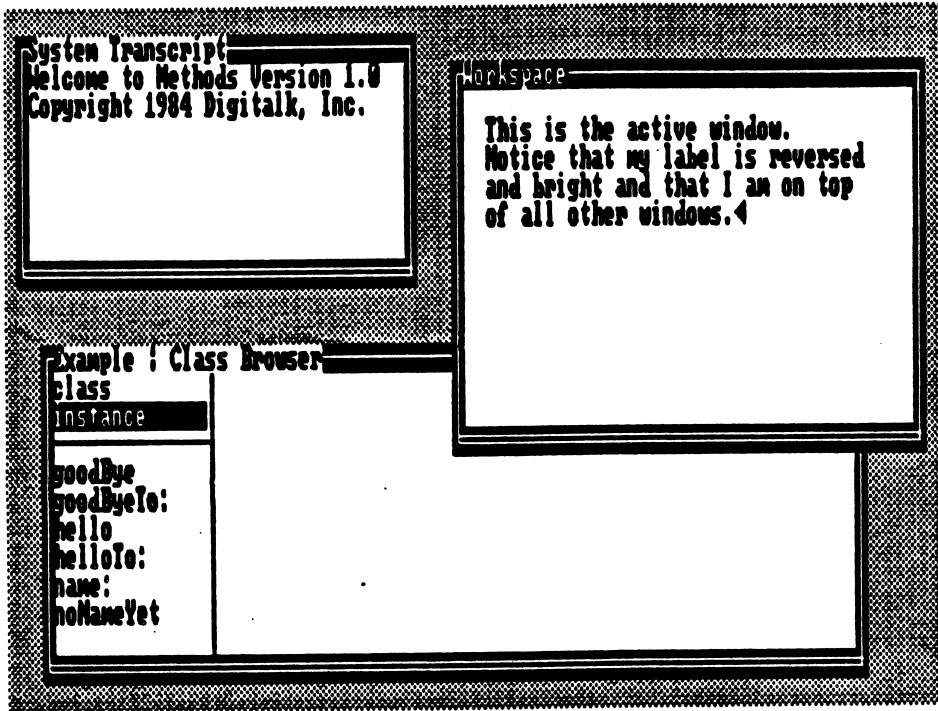 System Transcript
Welcome to Methods Version 1.0
Copyright 1984 Digitalk, Inc.
Workspace
This is the active window.
Notice that my label is reversed
and bright and that I am on top
of all other windows.
Example : Class Browser
class
instance
goodBye
goodByeTo:
hello
helloTo:
name:
noNameYet